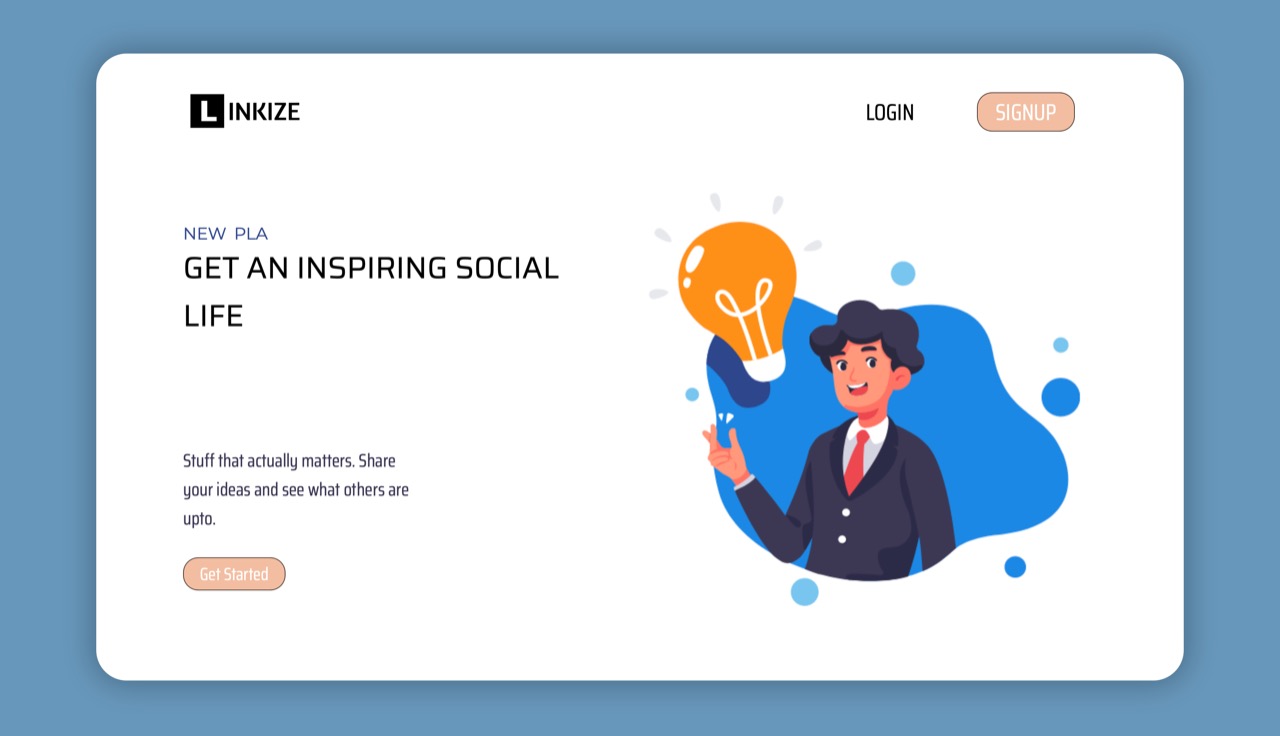 LINKIZE
LOGIN
SIGNUP
NEW PLA
GET AN INSPIRING SOCIAL
LIFE
Stuff that actually matters. Share
your ideas and see what others are
upto.
Get Started